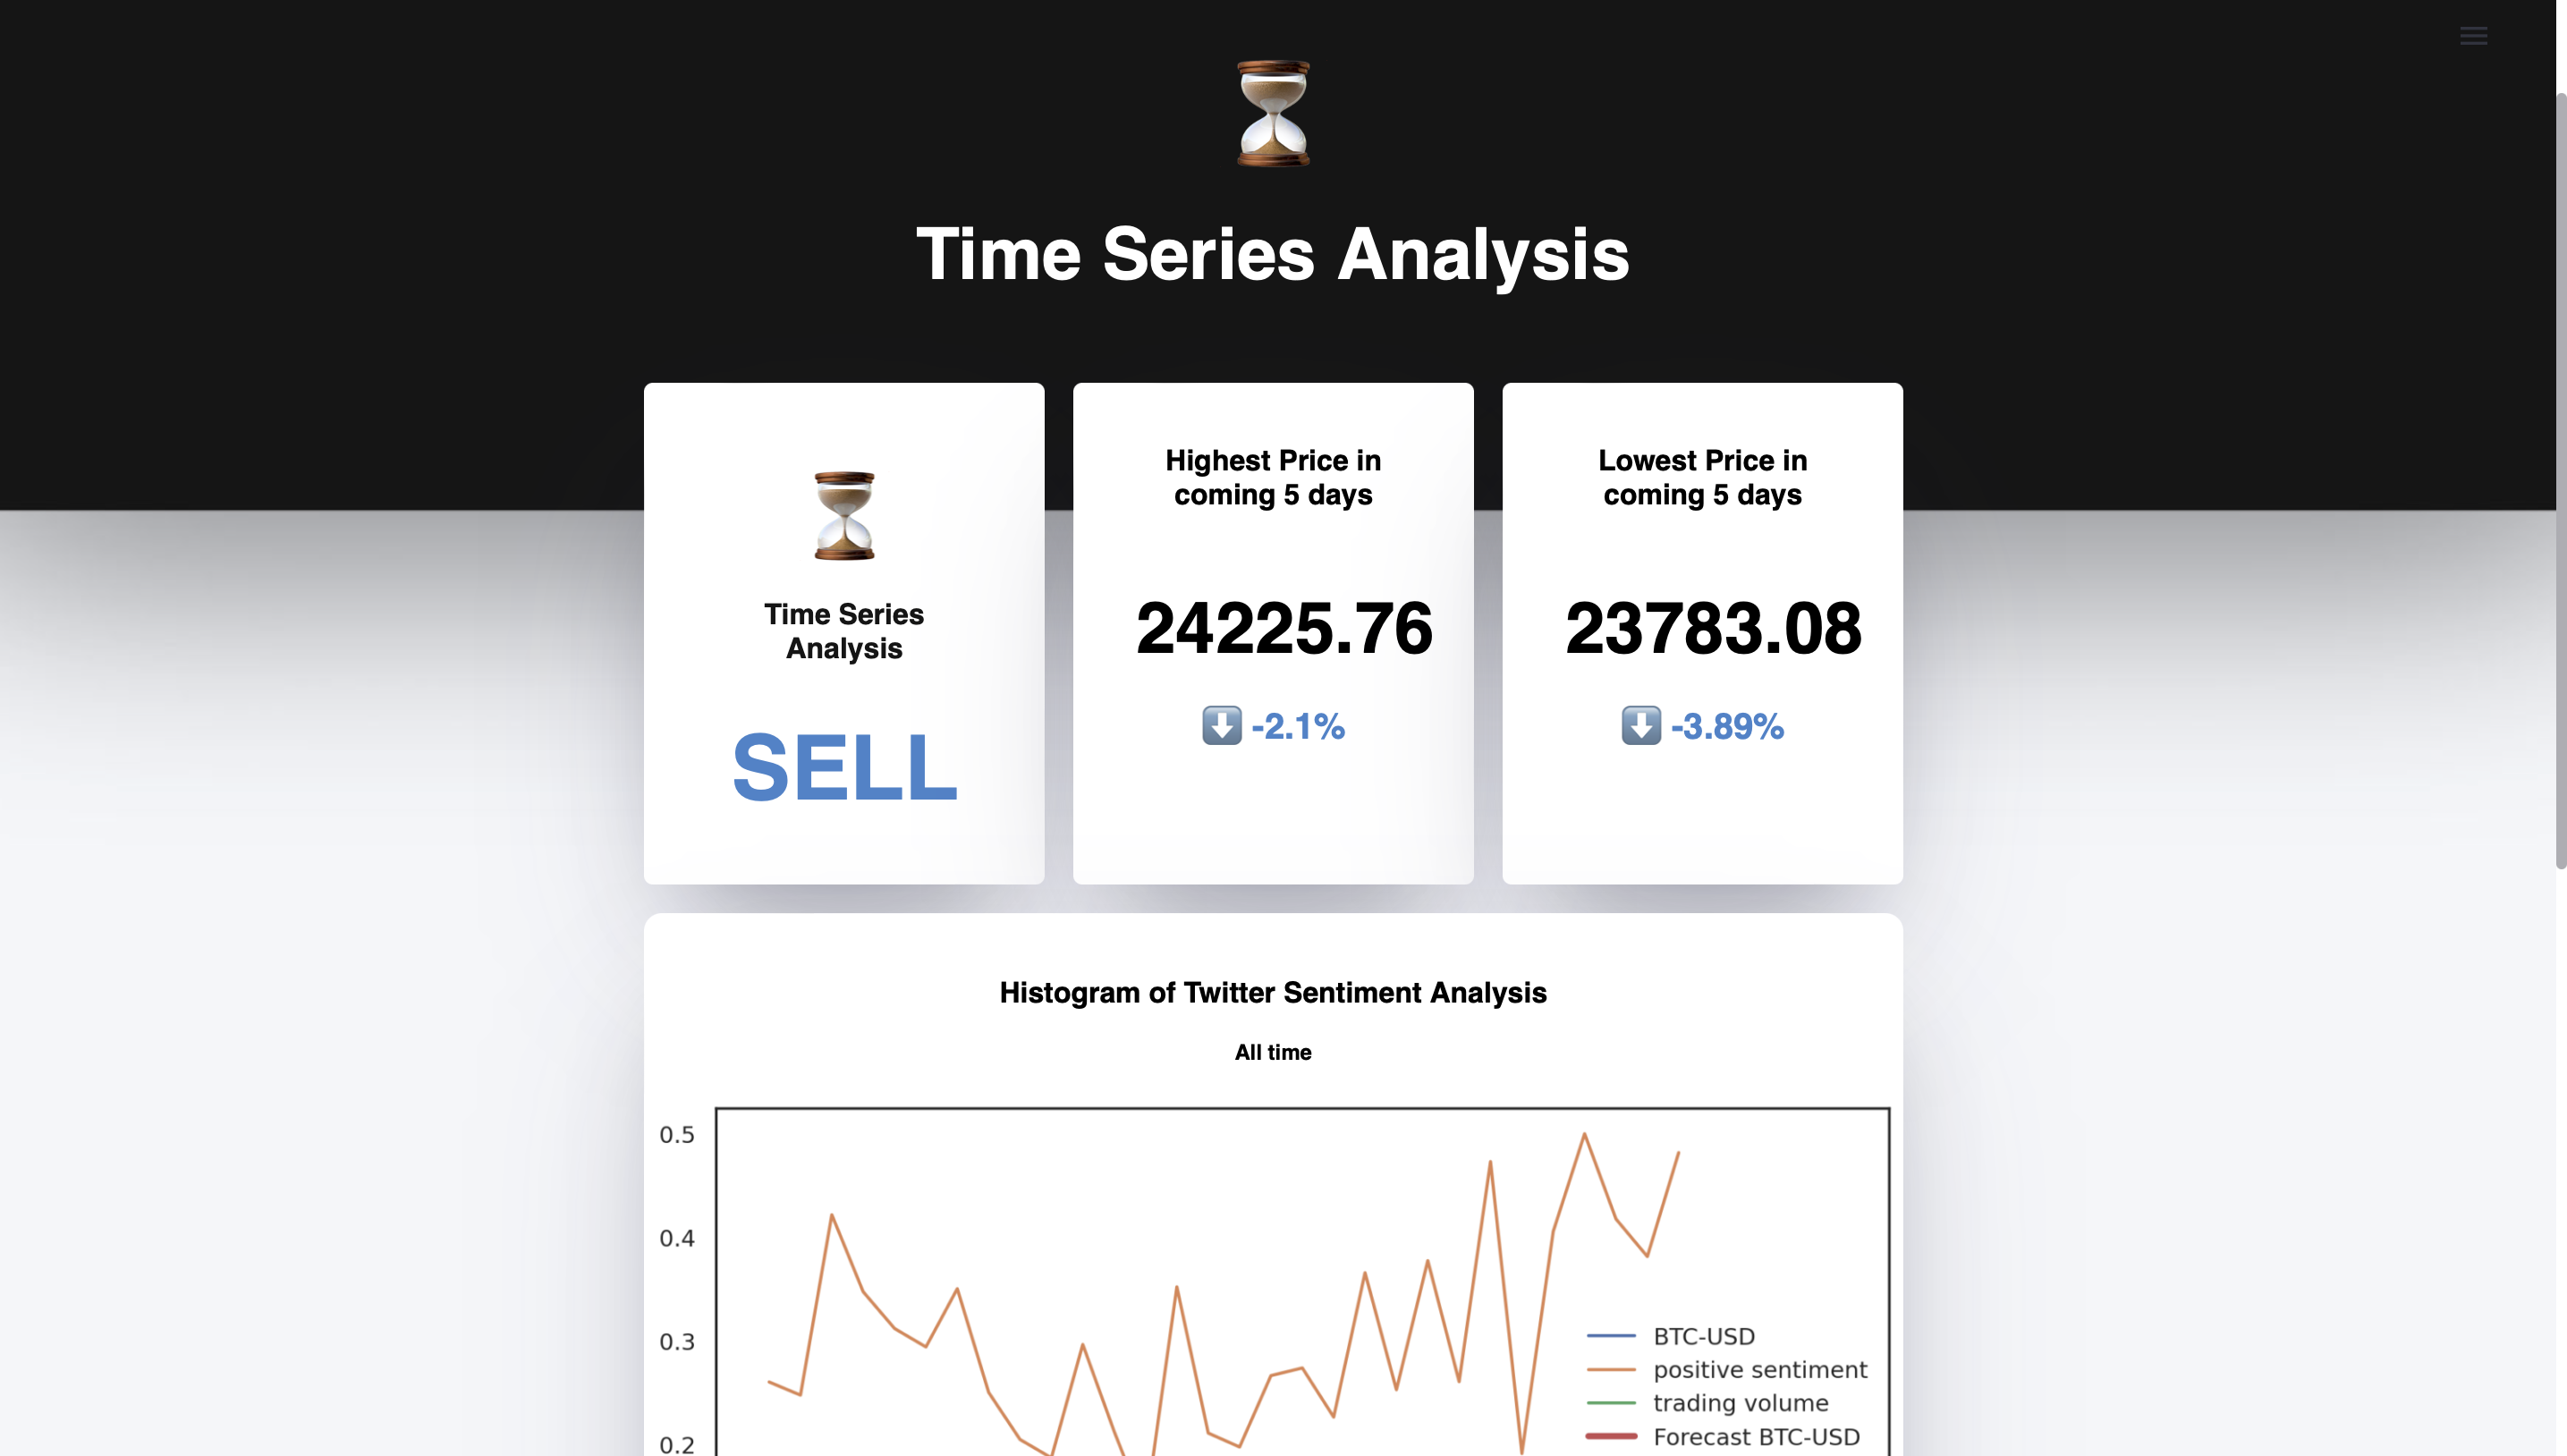 Time Series Analysis
Time Series
Analysis
SELL
Highest Price in
coming 5 days
24225.76
-2.1%
Lowest Price in
coming 5 days
23783.08
-3.89%
Histogram of Twitter Sentiment Analysis
All time
0.5
0.4
0.3
0.2
BTC-USD
positive sentiment
trading volume
Forecast BTC-USD